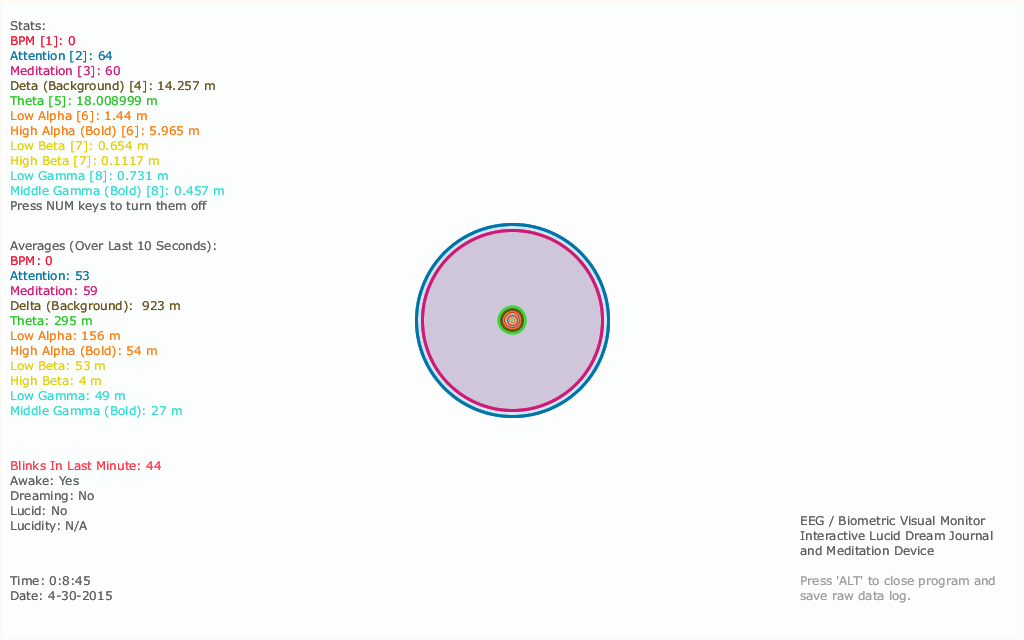 Stats:
BPM [1]: 0
Attention [2]: 64
Meditation [3]: 60
Deta (Background) [4]: 14.257 m
Theta [5]: 18.008999 m
Low Alpha [6]: 1.44 m
High Alpha (Bold) [6]: 5.965 m
Low Beta [7]: 0.654 m
High Beta [7]: 0.1117 m
Low Gamma [8]: 0.731 m
Middle Gamma (Bold) [8]: 0.457 m
Press NUM keys to turn them off
Averages (Over Last 10 Seconds):
BPM: 0
Attention: 53
Meditation: 59
Delta (Background):  923 m
Theta: 295 m
Low Alpha: 156 m
High Alpha (Bold): 54 m
Low Beta: 53 m
High Beta: 4 m
Low Gamma: 49 m
Middle Gamma (Bold): 27 m
Blinks In Last Minute: 44
Awake: Yes
Dreaming: No
Lucid: No
Lucidity: N/A
Time: 0:8:45
Date: 4-30-2015
EEG / Biometric Visual Monitor
Interactive Lucid Dream Journal
and Meditation Device
Press 'ALT' to close program and
save raw data log.